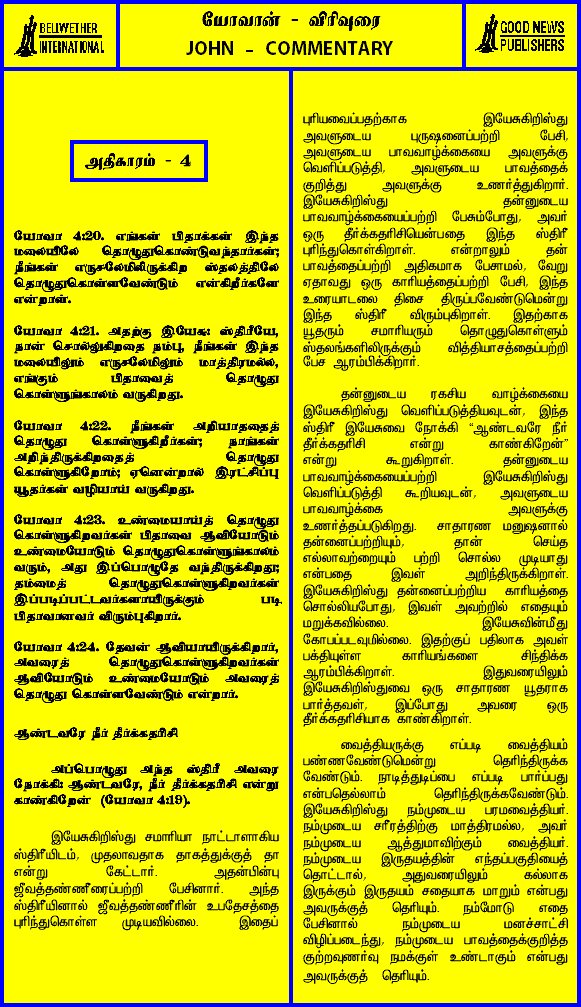 BELWETHER
INTERNATIONAL
யோவான் - விரிவுரை
JOHN - COMMENTARY
GOOD NEWS
PUBLISHERS
அதிகாரம் - 4
யோவா 4:20. எங்கள் பிதாக்கள் இந்த
மலையிலே தொழுதுகொண்டுவந்தார்கள்;
நீங்கள் எருசலேமிலிருக்கிற ஸ்தலத்திலே
தொழுதுகொள்ளவேண்டும் என்கிறீர்களே
என்றாள்.
யோவா 4:21. அதற்கு இயேசு: ஸ்திரீயே,
நான் சொல்லுகிறதை நம்பு, நீங்கள் இந்த
மலையிலும் எருசலேமிலும் மாத்திரமல்ல,
எங்கும் பிதாவைத் தொழுது
கொள்ளுங்காலம் வருகிறது.
யோவா 4:22. நீங்கள் அறியாததைத்
தொழுது கொள்ளுகிறீர்கள்; நாங்கள்
அறிந்திருக்கிறதைத் தொழுது
கொள்ளுகிறோம்; ஏனென்றால் இரட்சிப்பு
யூதர்கள் வழியாய் வருகிறது.
யோவா 4:23. உண்மையாய்த் தொழுது
கொள்ளுகிறவர்கள் பிதாவை ஆவியோடும்
உண்மையோடும் தொழுதுகொள்ளுங்காலம்
வரும், அது இப்பொழுதே வந்திருக்கிறது;
தம்மைத் தொழுதுகொள்ளுகிறவர்கள்
இப்படிப்பட்டவர்களாயிருக்கும் படி
பிதாவானவர் விரும்புகிறார்.
யோவா 4:24. தேவன் ஆவியாயிருக்கிறார்,
அவரைத் தொழுதுகொள்ளுகிறவர்கள்
ஆவியோடும் உண்மையோடும் அவரைத்
தொழுது கொள்ளவேண்டும் என்றார்.
ஆண்டவரே நீர் தீர்க்கதரிசி
அப்பொழுது அந்த ஸ்திரீ அவரை
நோக்கி: ஆண்டவரே, நீர் தீர்க்கதரிசி என்று
காண்கிறேன் (யோவா 4:19).
இயேசுகிறிஸ்து சமாரியா நாட்டாளாகிய
ஸ்திரீயிடம், முதலாவதாக தாகத்துக்குத் தா
என்று கேட்டார். அதன்பின்பு
ஜீவத்தண்ணீரைப்பற்றி பேசினார். அந்த
ஸ்திரீயினால் ஜீவத்தண்ணீரின் உபதேசத்தை
புரிந்துகொள்ள முடியவில்லை. இதைப்
புரியவைப்பதற்காக இயேசுகிறிஸ்து
அவளுடைய புருஷனைப்பற்றி பேசி,
அவளுடைய பாவவாழ்க்கையை அவளுக்கு
வெளிப்படுத்தி, அவளுடைய பாவத்தைக்
குறித்து அவளுக்கு உணர்த்துகிறார்.
இயேசுகிறிஸ்து தன்னுடைய
பாவவாழ்க்கையைப்பற்றி பேசும்போது, அவர்
ஒரு தீர்க்கதரிசியென்பதை இந்த ஸ்திரீ
புரிந்துகொள்கிறாள். என்றாலும் தன்
பாவத்தைப்பற்றி அதிகமாக பேசாமல், வேறு
ஏதாவது ஒரு காரியத்தைப்பற்றி பேசி, இந்த
உரையாடலை திசை திருப்பவேண்டுமென்று
இந்த ஸ்திரீ விரும்புகிறாள். இதற்காக
யூதரும் சமாரியரும் தொழுதுகொள்ளும்
ஸ்தலங்களிலிருக்கும் வித்தியாசத்தைப்பற்றி
பேச ஆரம்பிக்கிறார்.
தன்னுடைய ரகசிய வாழ்க்கையை
இயேசுகிறிஸ்து வெளிப்படுத்தியவுடன், இந்த
ஸ்திரீ இயேசுவை நோக்கி “ஆண்டவரே நீர்
தீர்க்கதரிசி என்று காண்கிறேன்”
என்று கூறுகிறாள். தன்னுடைய
பாவவாழ்க்கையைப்பற்றி இயேசுகிறிஸ்து
வெளிப்படுத்தி கூறியவுடன், அவளுடைய
பாவவாழ்க்கை அவளுக்கு
உணர்த்தப்படுகிறது. சாதாரண மனுஷனால்
தன்னைப்பற்றியும், தான் செய்த
எல்லாவற்றையும் பற்றி சொல்ல முடியாது
என்பதை இவள் அறிந்திருக்கிறாள்.
இயேசுகிறிஸ்து தன்னைப்பற்றிய காரியத்தை
சொல்லியபோது, இவள் அவற்றில் எதையும்
மறுக்கவில்லை. இயேசுவின்மீது
கோபப்படவுமில்லை. இதற்குப் பதிலாக அவள்
பக்தியுள்ள காரியங்களை சிந்திக்க
ஆரம்பிக்கிறாள். இதுவரையிலும்
இயேசுகிறிஸ்துவை ஒரு சாதாரண யூதராக
பார்த்தவள், இப்போது அவரை ஒரு
தீர்க்கதரிசியாக காண்கிறாள்.
வைத்தியருக்கு எப்படி வைத்தியம்
பண்ணவேண்டுமென்று தெரிந்திருக்க
வேண்டும். நாடித்துடிப்பை எப்படி பார்ப்பது
என்பதெல்லாம் தெரிந்திருக்கவேண்டும்.
இயேசுகிறிஸ்து நம்முடைய பரமவைத்தியர்.
நம்முடைய சரீரத்திற்கு மாத்திரமல்ல, அவர்
நம்முடைய ஆத்துமாவிற்கும் வைத்தியர்.
நம்முடைய இருதயத்தின் எந்தப்பகுதியைத்
தொட்டால், அதுவரையிலும் கல்லாக
இருக்கும் இருதயம் சதையாக மாறும் என்பது
அவருக்குத் தெரியும். நம்மோடு எதை
பேசினால் நம்முடைய மனச்சாட்சி
விழிப்படைந்து, நம்முடைய பாவத்தைக்குறித்த
குற்றவுணர்வு நமக்குள் உண்டாகும் என்பது
அவருக்குத் தெரியும்.